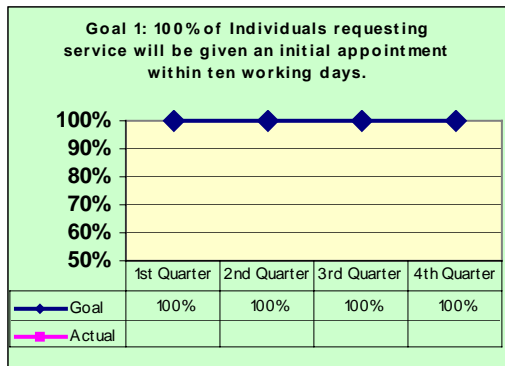 Goal 1: 100% of Individuals requesting
service will be given an initial appointment
within ten working days.
100%
90%
80%
70%
60%
50%
1st Quarter 2nd Quarter 3rd Quarter 4th Quarter
Goal 100% 100% 100% 100%
Actual